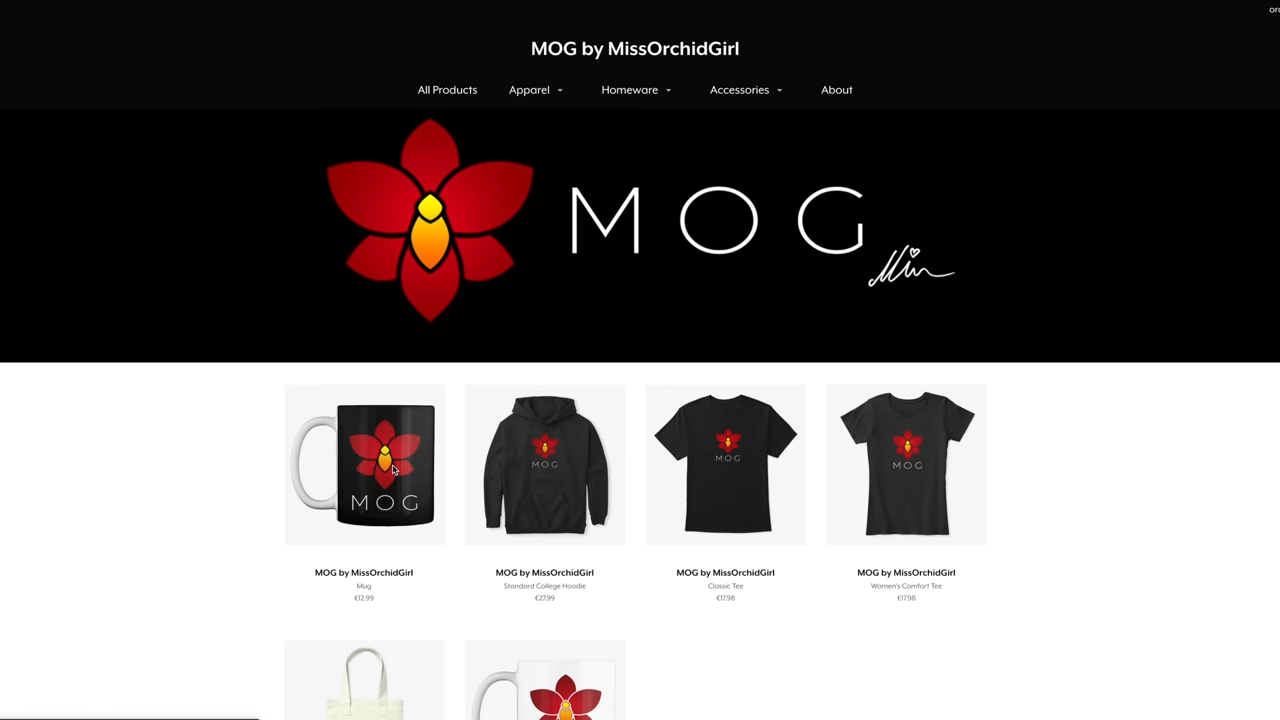 orc
MOG by MissOrchidGirl
All Products Apparel Homeware Accessories About
MOG
MOG
MOG
MOG
MOG
MOG by MissOrchidGirl
Mug
€12.99
MOG by MissOrchidGirl
Standard College Hoodie
€27.99
MOG by MissOrchidGirl
Classic Tee
€17.98
MOG by MissOrchidGirl
Women's Comfort Tee
€17.98